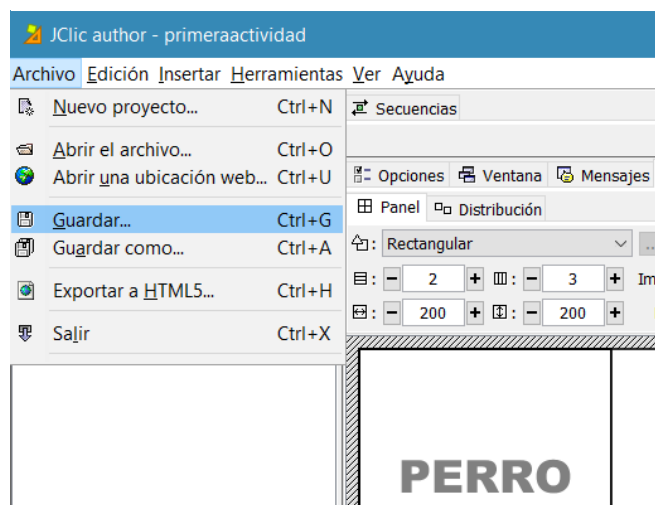 JClic author - primeraactividad
Archivo Edición Insertar Herramientas Ver Ayuda
Nuevo proyecto... Ctrl+N
Abrir el archivo... Ctrl+O
Abrir una ubicación web... Ctrl+U
Guardar... Ctrl+G
Guardar como... Ctrl+A
Exportar a HTML5... Ctrl+H
Salir Ctrl+X
Secuencias
Opciones Ventana Mensajes
Panel Distribución
: Rectangular ...
: - 2 + : - 3 + Im
: - 200 + : - 200 +
PERRO